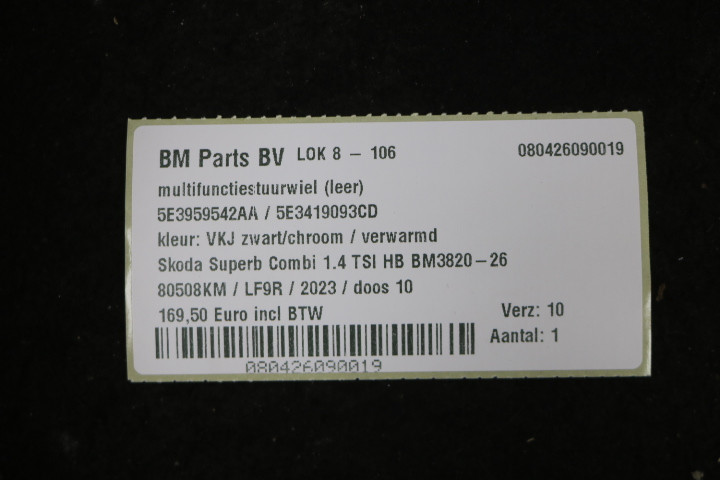 BM Parts BV LOK 8 - 106 080426090019
multifunctiestuurwiel (leer)
5E3959542AA / 5E3419093CD
kleur: VKJ zwart/chroom / verwarmd
Skoda Superb Combi 1.4 TSI HB BM3820-26
80508KM / LF9R / 2023 / doos 10
169,50 Euro incl BTW Verz: 10
Aantal: 1
080426090019